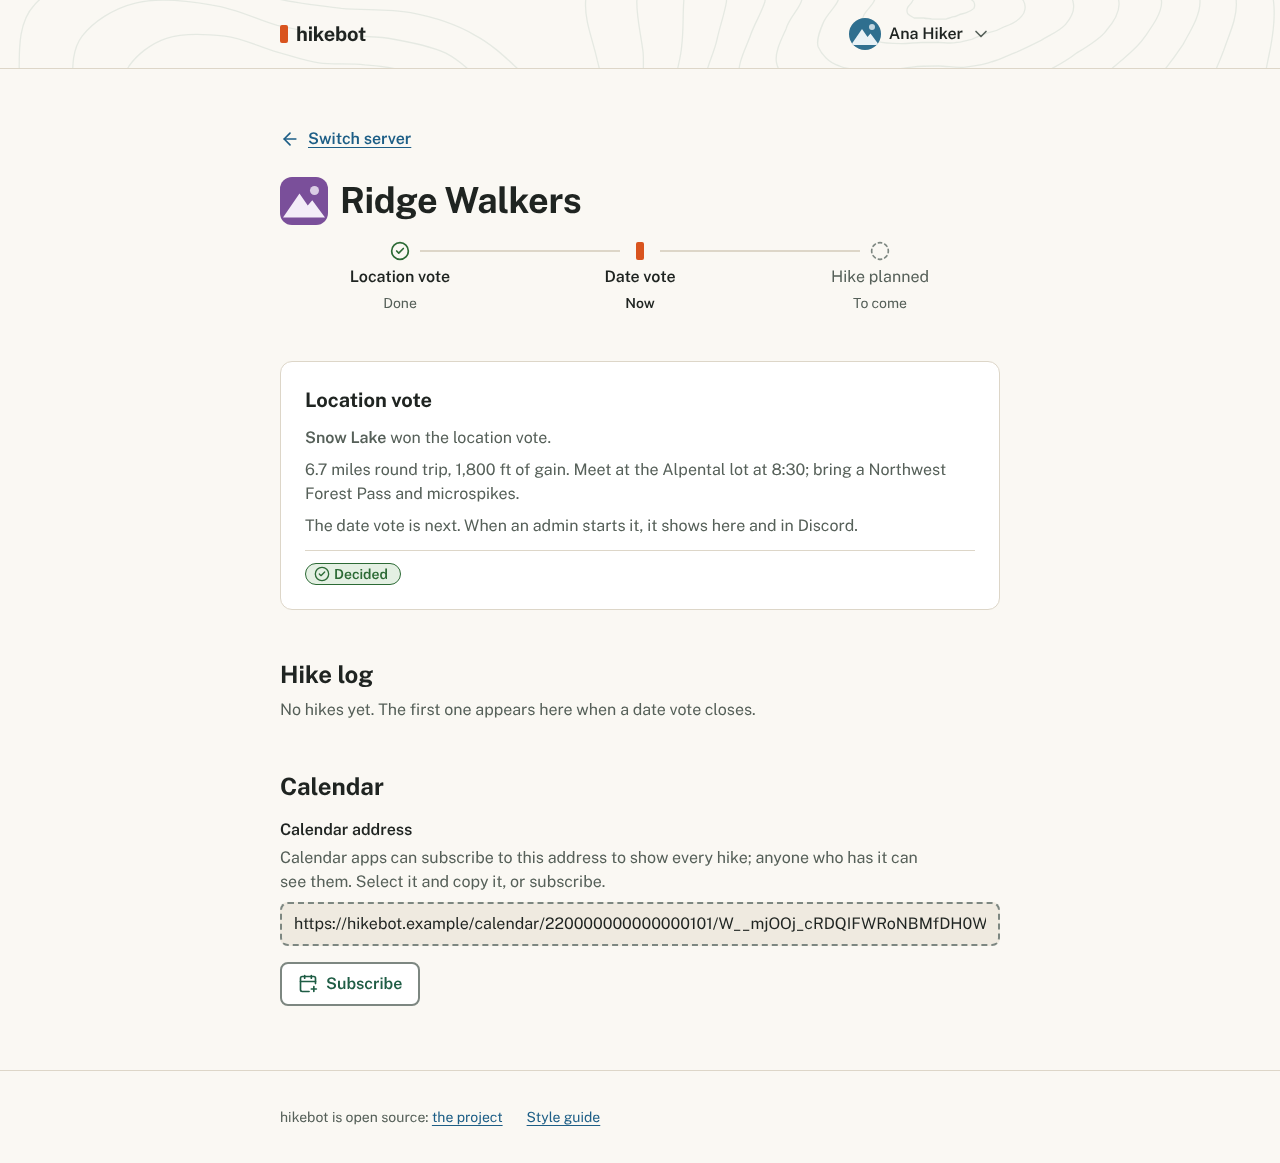 hikebot
Ana Hiker
Switch server
Ridge Walkers
Location vote
Done
Date vote
Now
Hike planned
To come
Location vote
Snow Lake won the location vote.
6.7 miles round trip, 1,800 ft of gain. Meet at the Alpental lot at 8:30; bring a Northwest
Forest Pass and microspikes.
The date vote is next. When an admin starts it, it shows here and in Discord.
Decided
Hike log
No hikes yet. The first one appears here when a date vote closes.
Calendar
Calendar address
Calendar apps can subscribe to this address to show every hike; anyone who has it can
see them. Select it and copy it, or subscribe.
https://hikebot.example/calendar/220000000000000101/W__mjOOj_cRDQIFWRoNBMfDH0W
Subscribe
hikebot is open source: the project
Style guide